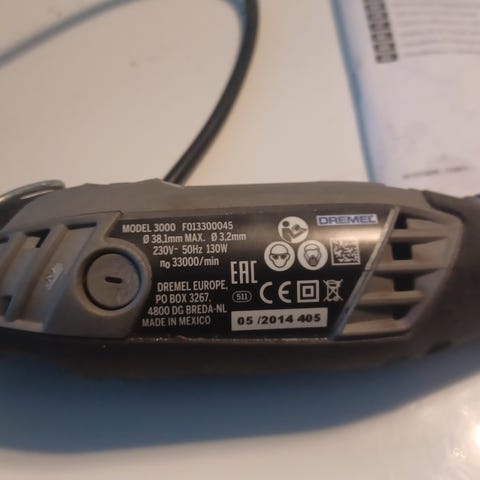 MODEL 3000 F013300045
Ø 38,1mm MAX. Ø 3,2mm
230V~ 50Hz 130W
n₀ 33000/min
DREMEL
EAC
DREMEL EUROPE,
PO BOX 3267,
4800 DG BREDA-NL
MADE IN MEXICO
511
CE
05 /2014 405